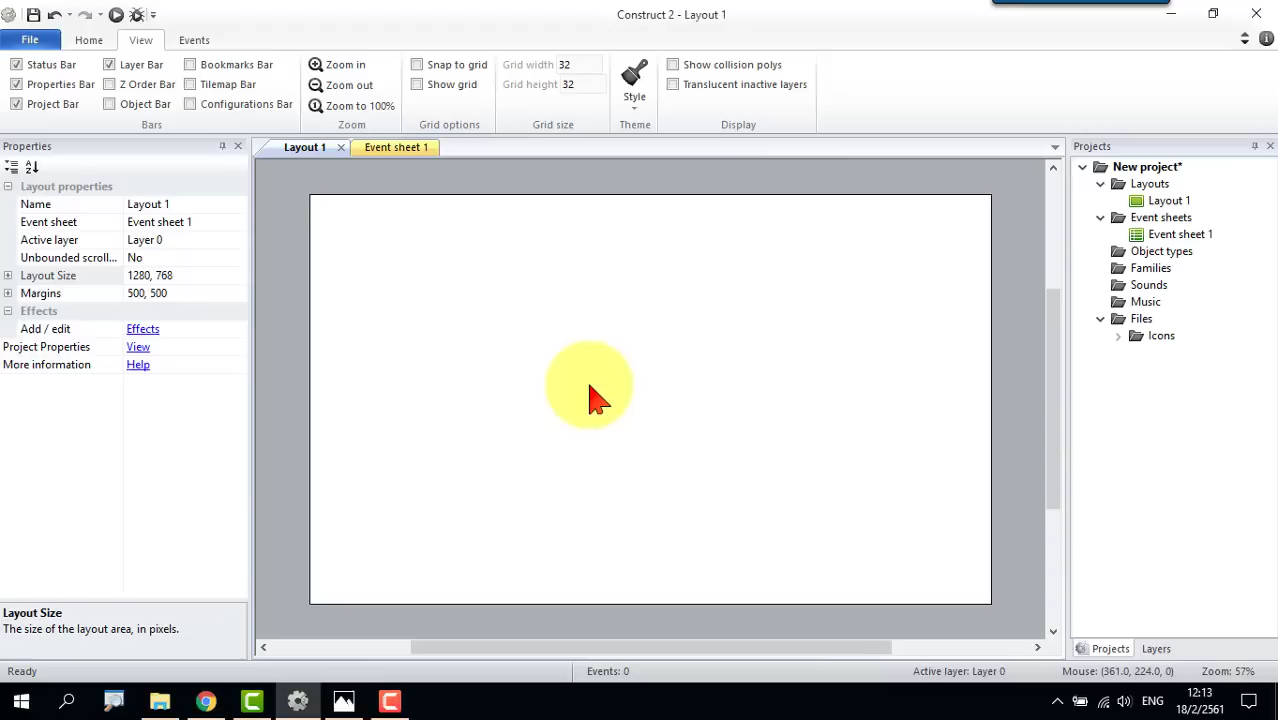 Construct 2 - Layout 1
File Home View Events
Status Bar Layer Bar Bookmarks Bar Zoom in Snap to grid Grid width 32 Show collision polys
Properties Bar Z Order Bar Tilemap Bar Zoom out Show grid Grid height 32 Style Translucent inactive layers
Project Bar Object Bar Configurations Bar Zoom to 100%
Bars Zoom Grid options Grid size Theme Display
Properties
Layout 1 Event sheet 1
Projects
Layout properties
Name Layout 1
Event sheet Event sheet 1
Active layer Layer 0
Unbounded scroll... No
Layout Size 1280, 768
Margins 500, 500
Effects
Add / edit Effects
Project Properties View
More information Help
New project*
Layouts
Layout 1
Event sheets
Event sheet 1
Object types
Families
Sounds
Music
Files
Icons
Layout Size
The size of the layout area, in pixels.
Projects Layers
Ready Events: 0 Active layer: Layer 0 Mouse: (361.0, 224.0, 0) Zoom: 57%
ENG
12:13
18/2/2561